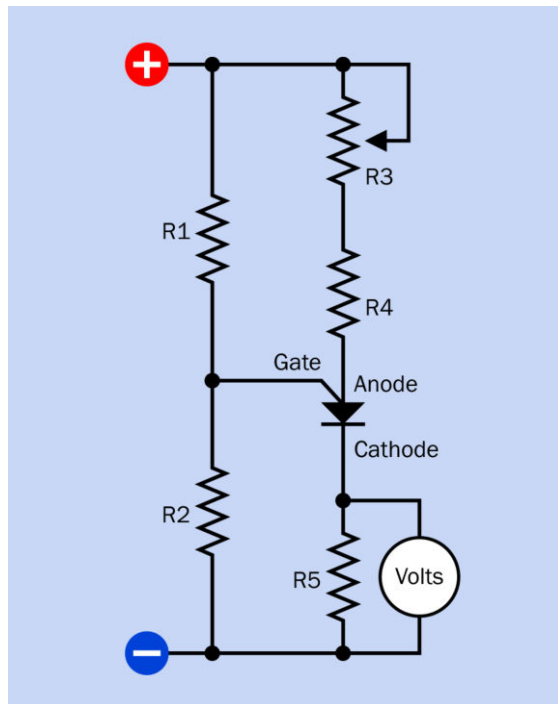 +
R1
R3
R4
Gate
Anode
Cathode
R2
R5
Volts
−